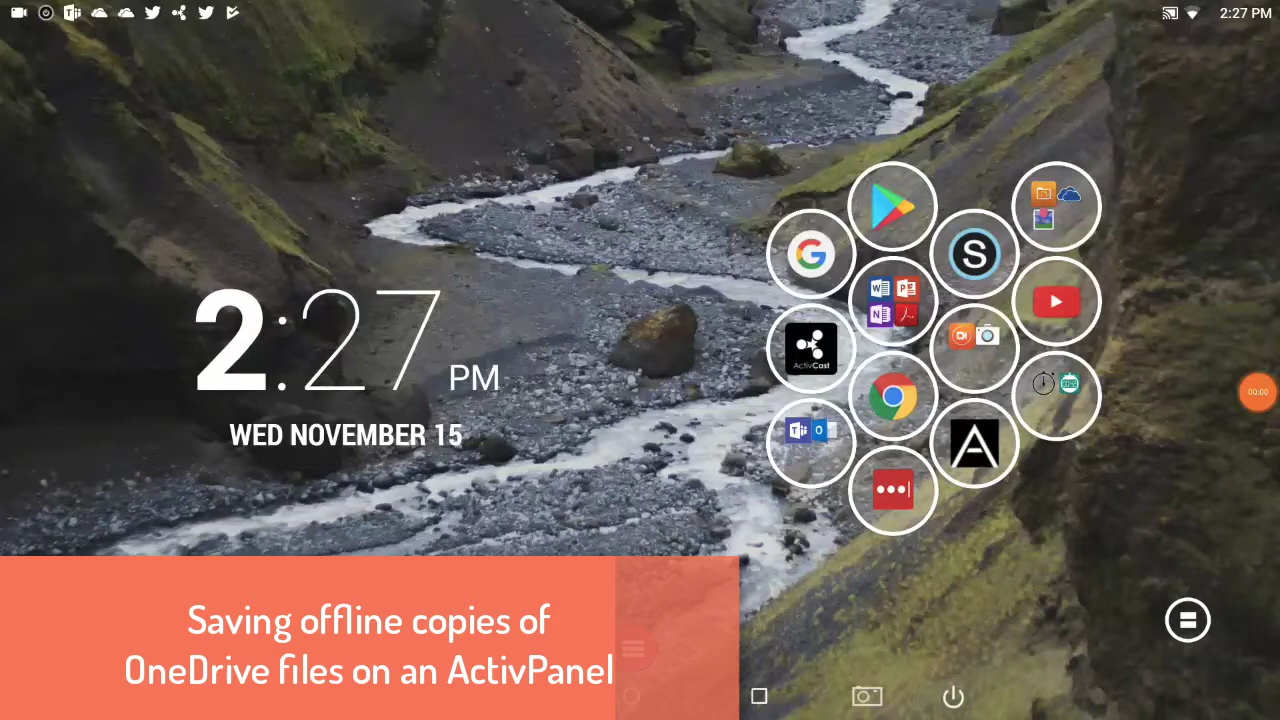 2:27 PM
2:27 PM
WED NOVEMBER 15
ActivCast
00:00
Saving offline copies of
OneDrive files on an ActivPanel